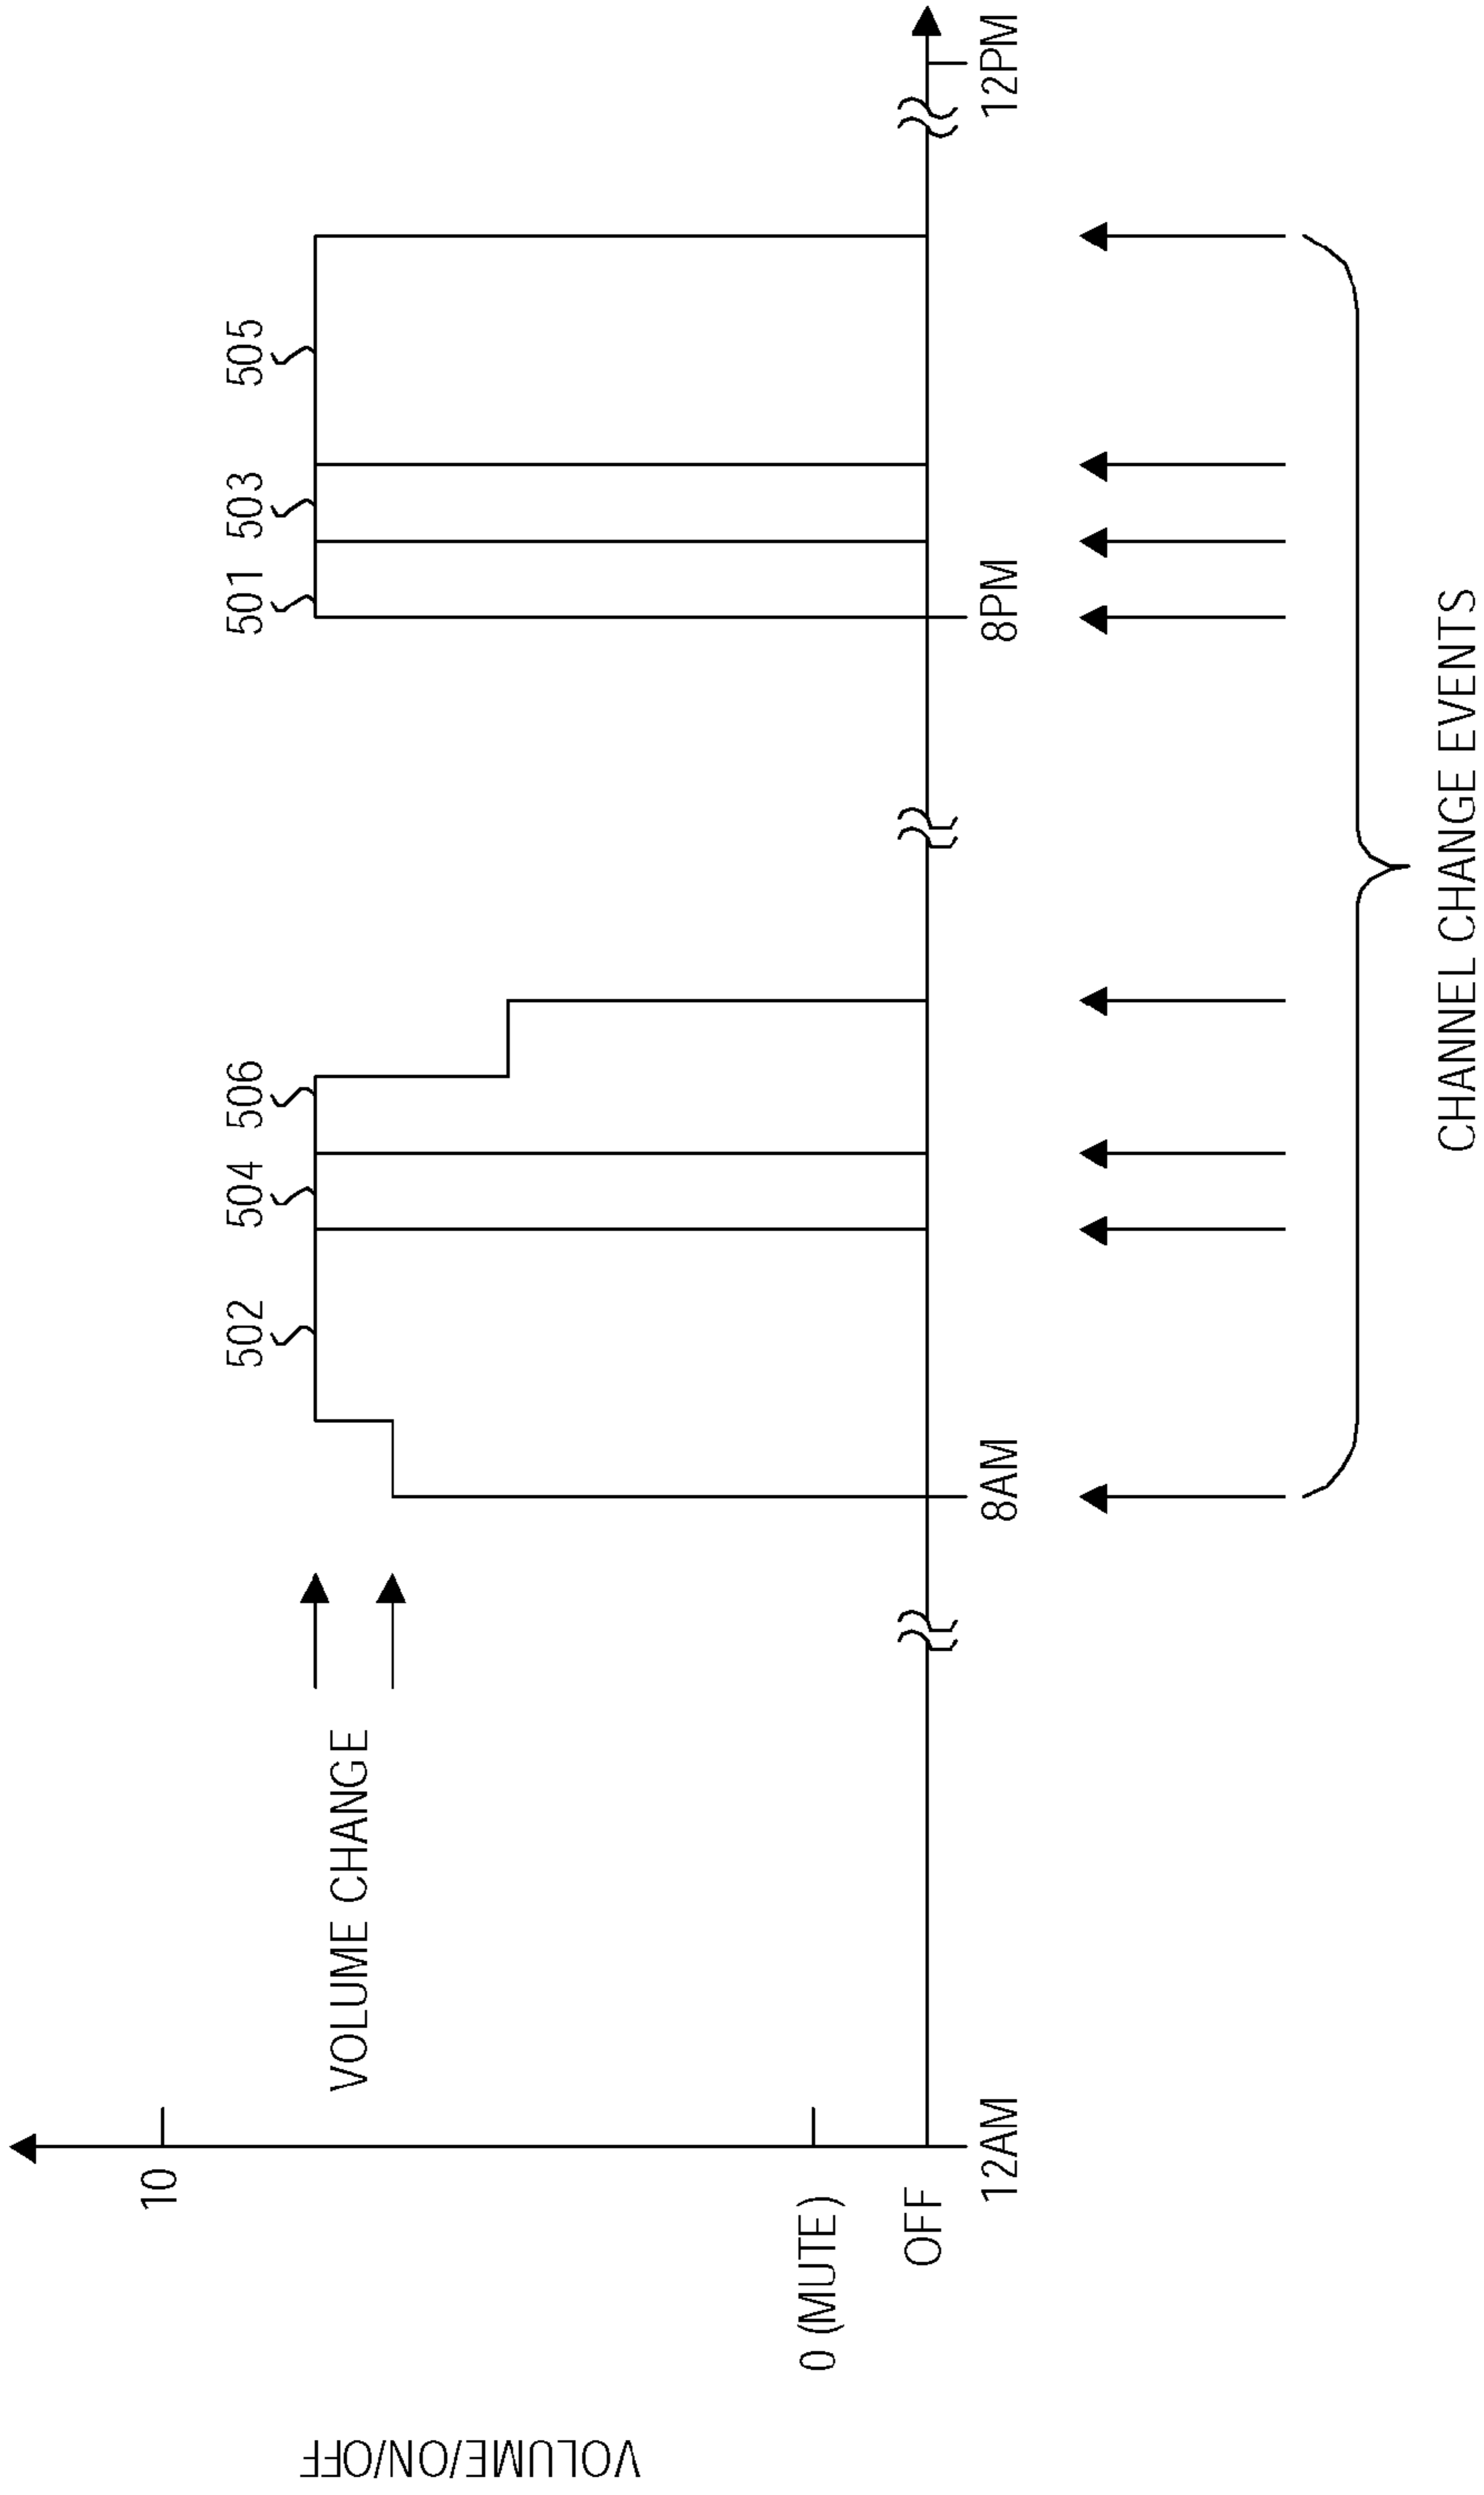 10
VOLUME CHANGE
502
504
506
501
503
505
VOLUME/ON/OFF
0 (MUTE)
OFF
12AM
8AM
8PM
12PM
CHANNEL CHANGE EVENTS